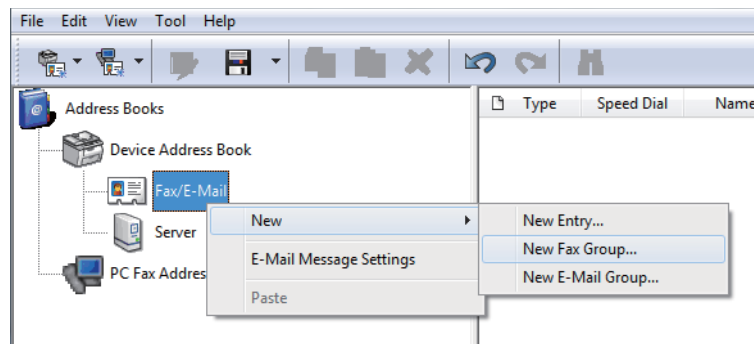 File Edit View Tool Help
Type Speed Dial Name
Address Books
Device Address Book
Fax/E-Mail
Server
PC Fax Addres
New
E-Mail Message Settings
Paste
New Entry...
New Fax Group...
New E-Mail Group...